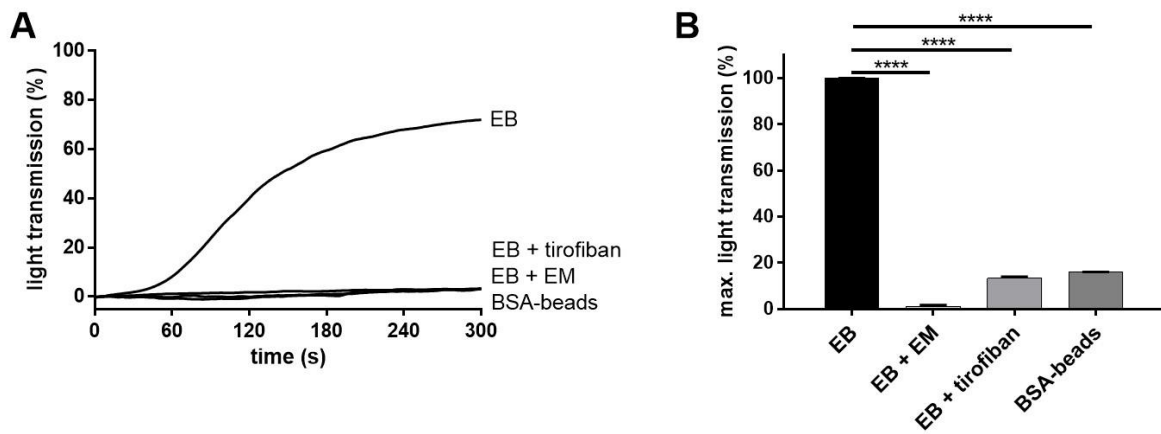 A
light transmission (%)
100
80
60
40
20
0
0 60 120 180 240 300
time (s)
EB
EB + tirofiban
EB + EM
BSA-beads
B
max. light transmission (%)
100
80
60
40
20
0
****
****
****
EB
EB + EM
EB + tirofiban
BSA-beads